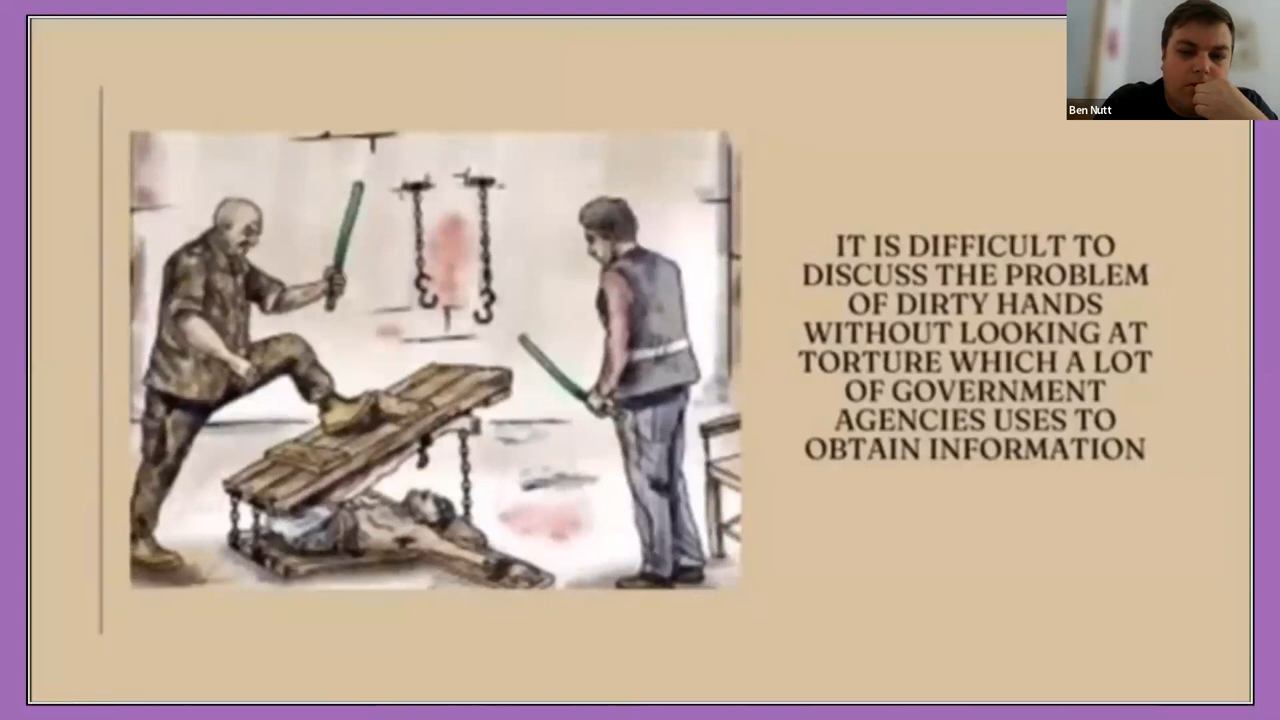 Ben Nutt
IT IS DIFFICULT TO
DISCUSS THE PROBLEM
OF DIRTY HANDS
WITHOUT LOOKING AT
TORTURE WHICH A LOT
OF GOVERNMENT
AGENCIES USES TO
OBTAIN INFORMATION